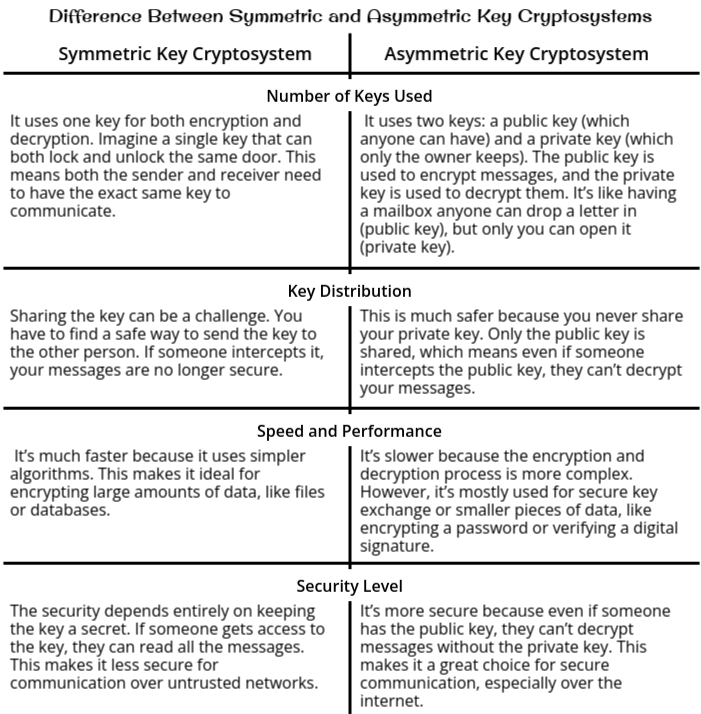 Difference Between Symmetric and Asymmetric Key Cryptosystems
Symmetric Key Cryptosystem
Asymmetric Key Cryptosystem
Number of Keys Used
It uses one key for both encryption and
decryption. Imagine a single key that can
both lock and unlock the same door. This
means both the sender and receiver need
to have the exact same key to
communicate.
It uses two keys: a public key (which
anyone can have) and a private key (which
only the owner keeps). The public key is
used to encrypt messages, and the private
key is used to decrypt them. It's like having
a mailbox anyone can drop a letter in
(public key), but only you can open it
(private key).
Key Distribution
Sharing the key can be a challenge. You
have to find a safe way to send the key to
the other person. If someone intercepts it,
your messages are no longer secure.
This is much safer because you never share
your private key. Only the public key is
shared, which means even if someone
intercepts the public key, they can't decrypt
your messages.
Speed and Performance
It's much faster because it uses simpler
algorithms. This makes it ideal for
encrypting large amounts of data, like files
or databases.
It's slower because the encryption and
decryption process is more complex.
However, it's mostly used for secure key
exchange or smaller pieces of data, like
encrypting a password or verifying a digital
signature.
Security Level
The security depends entirely on keeping
the key a secret. If someone gets access to
the key, they can read all the messages.
This makes it less secure for
communication over untrusted networks.
It's more secure because even if someone
has the public key, they can't decrypt
messages without the private key. This
makes it a great choice for secure
communication, especially over the
internet.